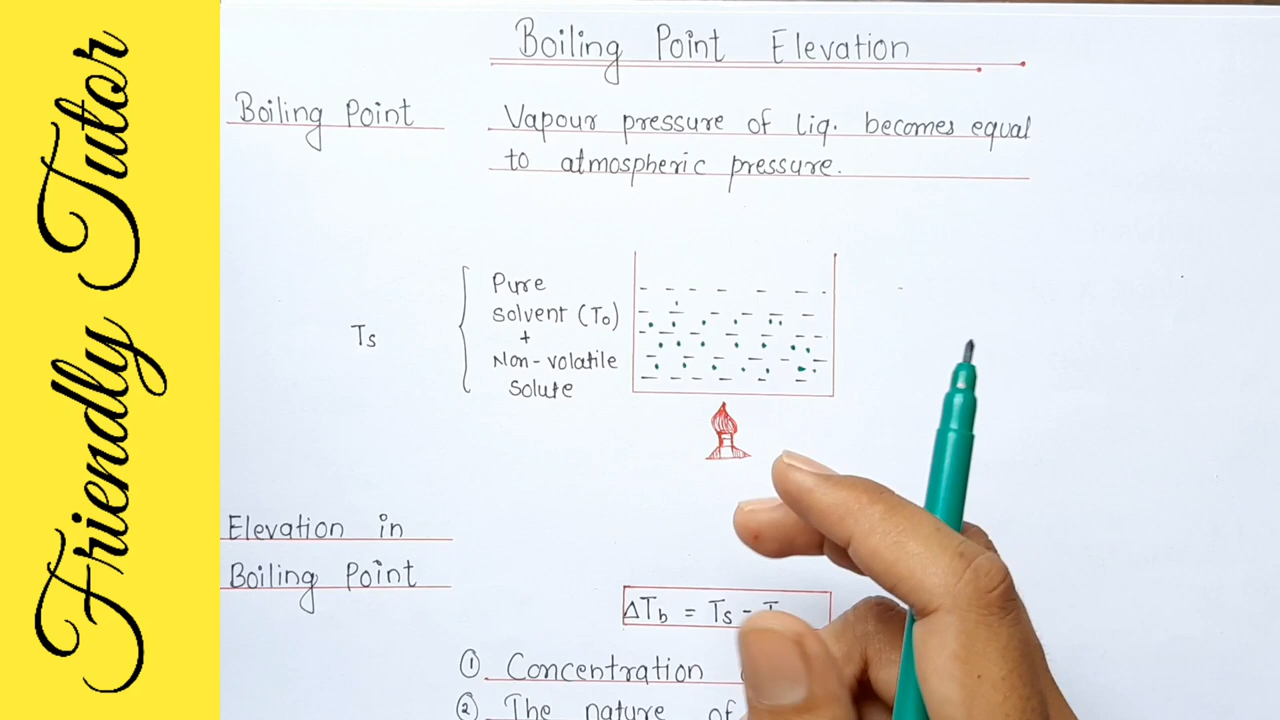 Friendly Tutor
Boiling Point Elevation
Boiling Point
Vapour pressure of liq. becomes equal
to atmospheric pressure.
Ts
Pure
Solvent (To)
+
Non-volatile
Solute
Elevation in
Boiling Point
ΔTb = Ts -
① Concentration
② The nature of